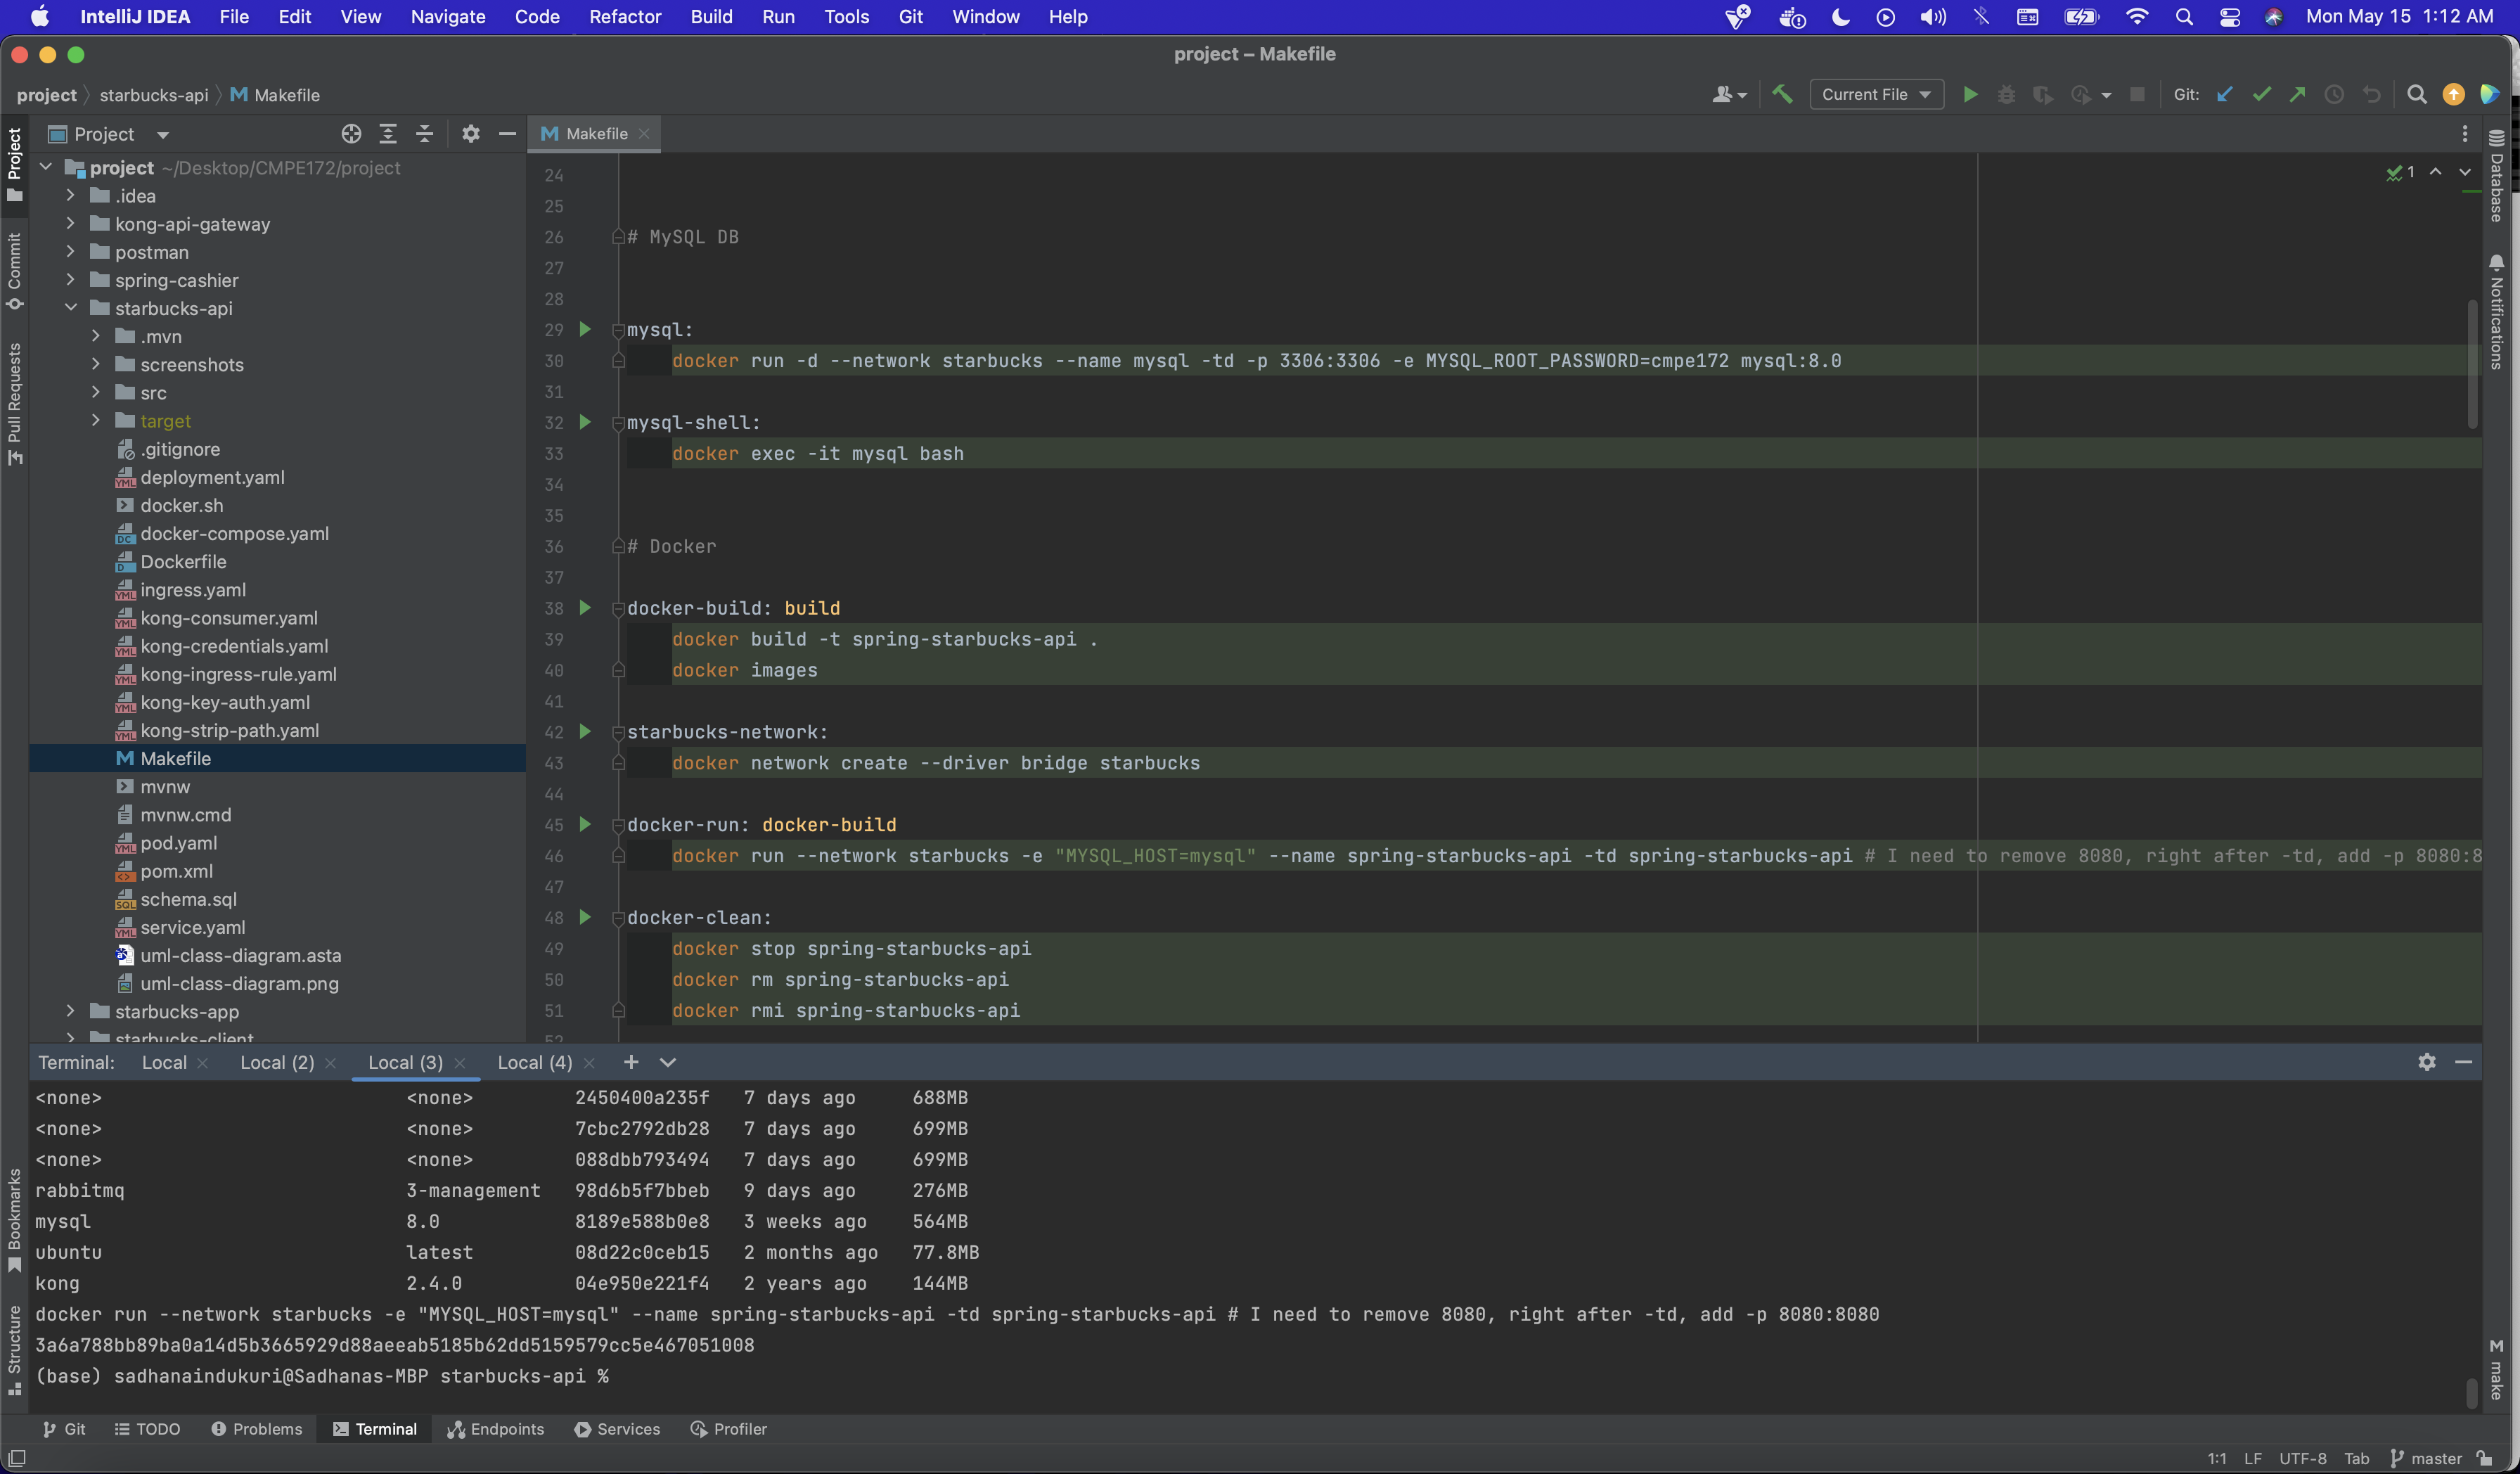 IntelliJ IDEA File Edit View Navigate Code Refactor Build Run Tools Git Window Help Mon May 15 1:12 AM
project – Makefile
project starbucks-api Makefile Current File Git:
Project
Makefile
project ~/Desktop/CMPE172/project
.idea
kong-api-gateway
postman
spring-cashier
starbucks-api
.mvn
screenshots
src
target
.gitignore
deployment.yaml
docker.sh
docker-compose.yaml
Dockerfile
ingress.yaml
kong-consumer.yaml
kong-credentials.yaml
kong-ingress-rule.yaml
kong-key-auth.yaml
kong-strip-path.yaml
Makefile
mvnw
mvnw.cmd
pod.yaml
pom.xml
schema.sql
service.yaml
uml-class-diagram.asta
uml-class-diagram.png
starbucks-app
starbucks-client
Project
Commit
Pull Requests
Bookmarks
Structure
24
25
26 # MySQL DB
27
28
29 mysql:
30 docker run -d --network starbucks --name mysql -td -p 3306:3306 -e MYSQL_ROOT_PASSWORD=cmpe172 mysql:8.0
31
32 mysql-shell:
33 docker exec -it mysql bash
34
35
36 # Docker
37
38 docker-build: build
39 docker build -t spring-starbucks-api .
40 docker images
41
42 starbucks-network:
43 docker network create --driver bridge starbucks
44
45 docker-run: docker-build
46 docker run --network starbucks -e "MYSQL_HOST=mysql" --name spring-starbucks-api -td spring-starbucks-api # I need to remove 8080, right after -td, add -p 8080:8
47
48 docker-clean:
49 docker stop spring-starbucks-api
50 docker rm spring-starbucks-api
51 docker rmi spring-starbucks-api
52
1
Database
Notifications
make
Terminal: Local Local (2) Local (3) Local (4)
<none> <none> 2450400a235f 7 days ago 688MB
<none> <none> 7cbc2792db28 7 days ago 699MB
<none> <none> 088dbb793494 7 days ago 699MB
rabbitmq 3-management 98d6b5f7bbeb 9 days ago 276MB
mysql 8.0 8189e588b0e8 3 weeks ago 564MB
ubuntu latest 08d22c0ceb15 2 months ago 77.8MB
kong 2.4.0 04e950e221f4 2 years ago 144MB
docker run --network starbucks -e "MYSQL_HOST=mysql" --name spring-starbucks-api -td spring-starbucks-api # I need to remove 8080, right after -td, add -p 8080:8080
3a6a788bb89ba0a14d5b3665929d88aeeab5185b62dd5159579cc5e467051008
(base) sadhanaindukuri@Sadhanas-MBP starbucks-api %
Git TODO Problems Terminal Endpoints Services Profiler
1:1 LF UTF-8 Tab master